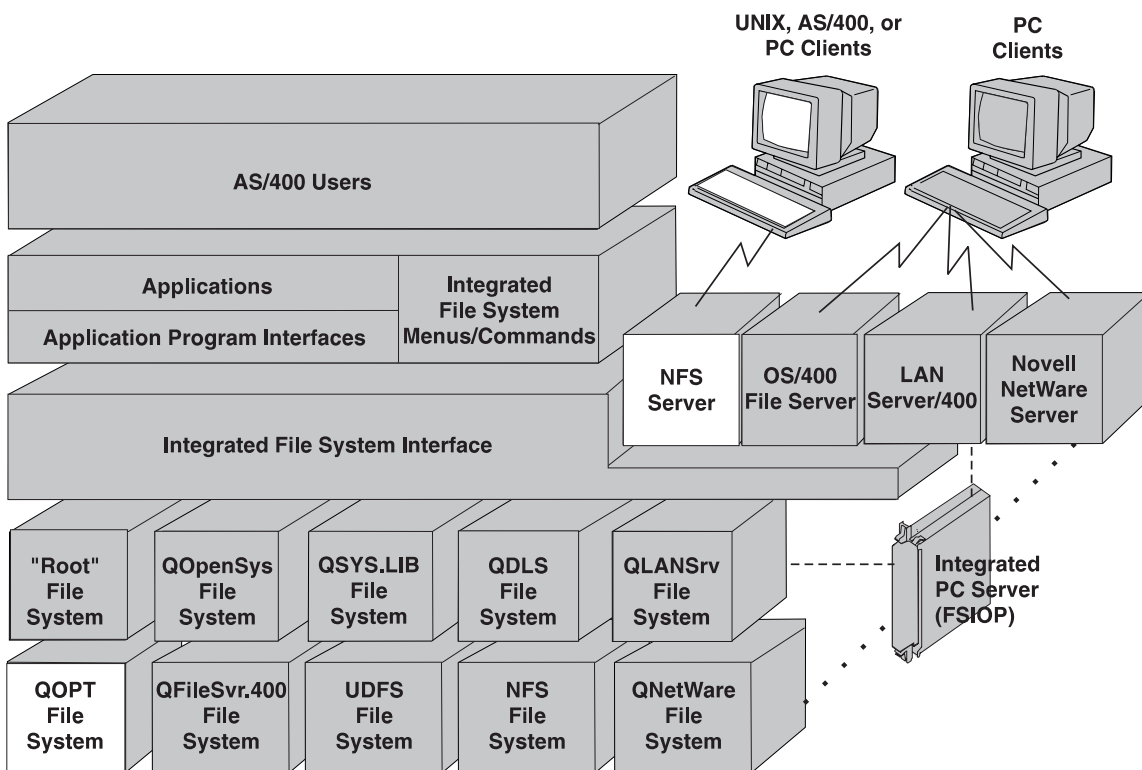 UNIX, AS/400, or
PC Clients
PC
Clients
AS/400 Users
Applications
Application Program Interfaces
Integrated
File System
Menus/Commands
NFS
Server
OS/400
File Server
LAN
Server/400
Novell
NetWare
Server
Integrated File System Interface
"Root"
File
System
QOpenSys
File
System
QSYS.LIB
File
System
QDLS
File
System
QLANSrv
File
System
Integrated
PC Server
(FSIOP)
QOPT
File
System
QFileSvr.400
File
System
UDFS
File
System
NFS
File
System
QNetWare
File
System